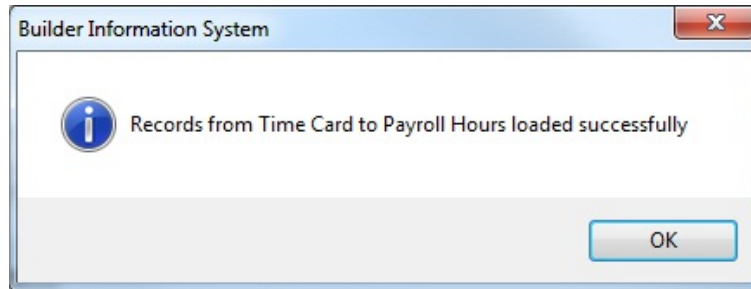 Builder Information System
Records from Time Card to Payroll Hours loaded successfully
OK